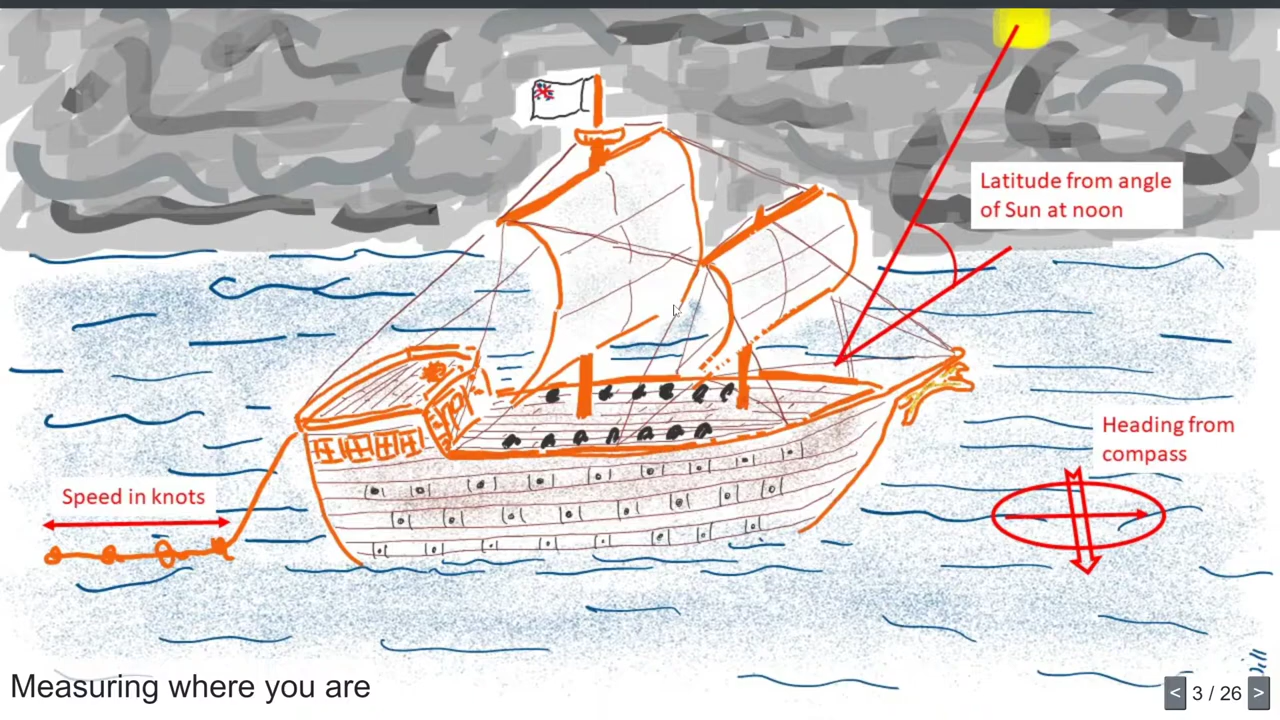 Latitude from angle
of Sun at noon
Heading from
compass
Speed in knots
Measuring where you are
< 3 / 26 >